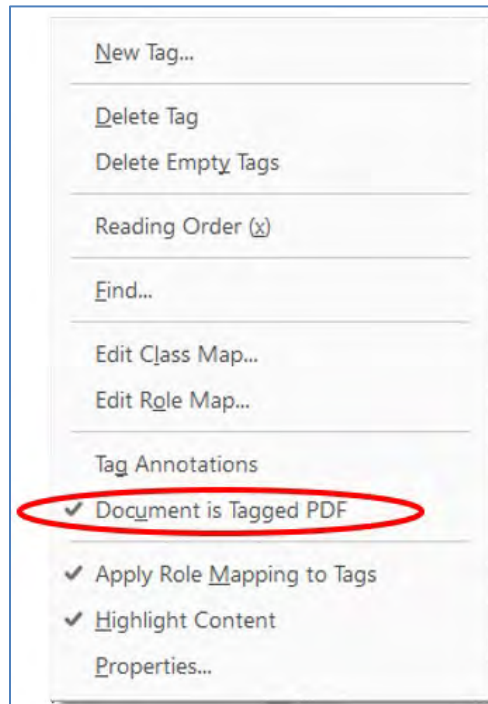 New Tag...
Delete Tag
Delete Empty Tags
Reading Order (x)
Find...
Edit Class Map...
Edit Role Map...
Tag Annotations
✔ Document is Tagged PDF
✔ Apply Role Mapping to Tags
✔ Highlight Content
Properties...